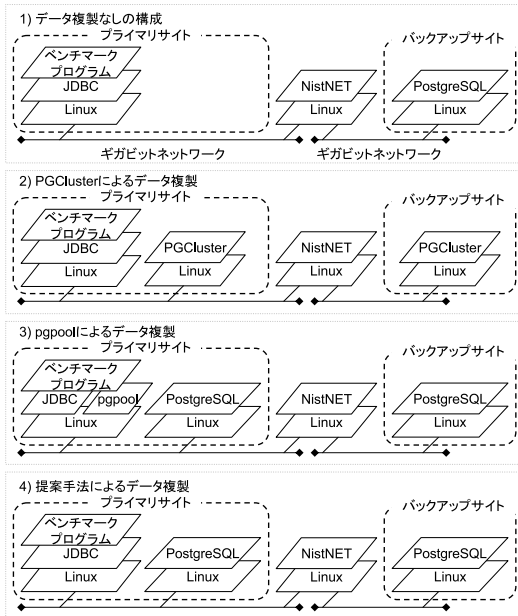 1) データ複製なしの構成
プライマリサイト
バックアップサイト
ベンチマーク
プログラム
JDBC
Linux
NistNET
Linux
PostgreSQL
Linux
ギガビットネットワーク
ギガビットネットワーク
2) PGClusterによるデータ複製
プライマリサイト
バックアップサイト
ベンチマーク
プログラム
JDBC
Linux
PGCluster
Linux
NistNET
Linux
PGCluster
Linux
3) pgpoolによるデータ複製
プライマリサイト
バックアップサイト
ベンチマーク
プログラム
JDBC
pgpool
Linux
PostgreSQL
Linux
NistNET
Linux
PostgreSQL
Linux
4) 提案手法によるデータ複製
プライマリサイト
バックアップサイト
ベンチマーク
プログラム
JDBC
Linux
PostgreSQL
Linux
NistNET
Linux
PostgreSQL
Linux